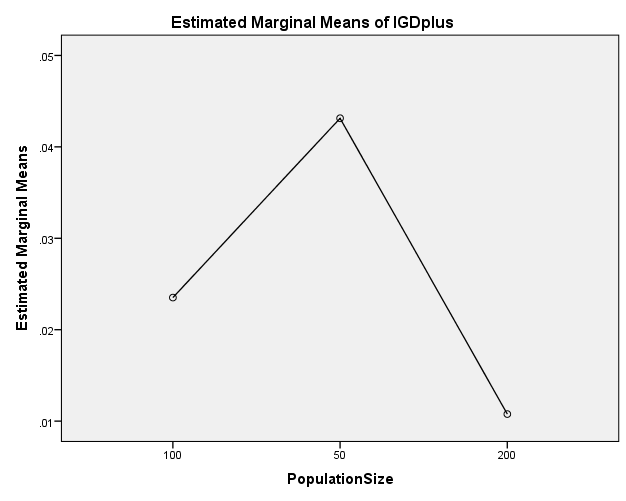 Estimated Marginal Means of IGDplus
.05
.04
.03
.02
.01
Estimated Marginal Means
100 50 200
PopulationSize